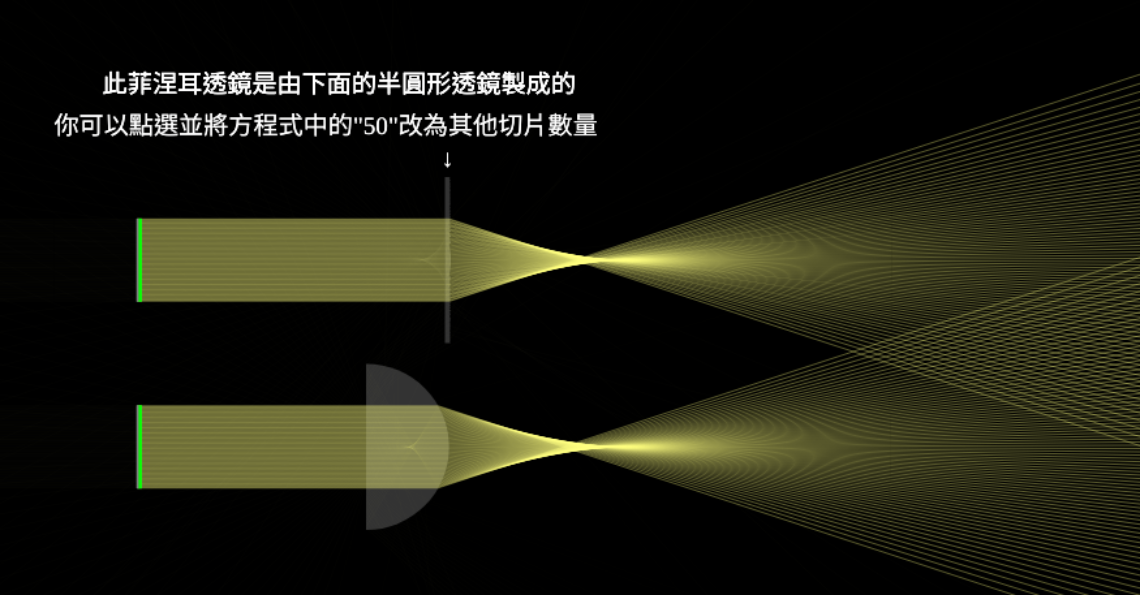 此菲涅耳透鏡是由下面的半圓形透鏡製成的
你可以點選並將方程式中的"50"改為其他切片數量
↓